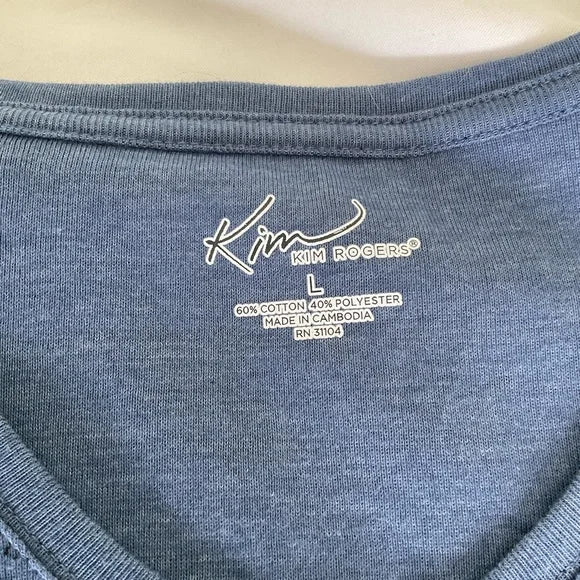 Kim
KIM ROGERS®
L
60% COTTON 40% POLYESTER
MADE IN CAMBODIA
RN 31104